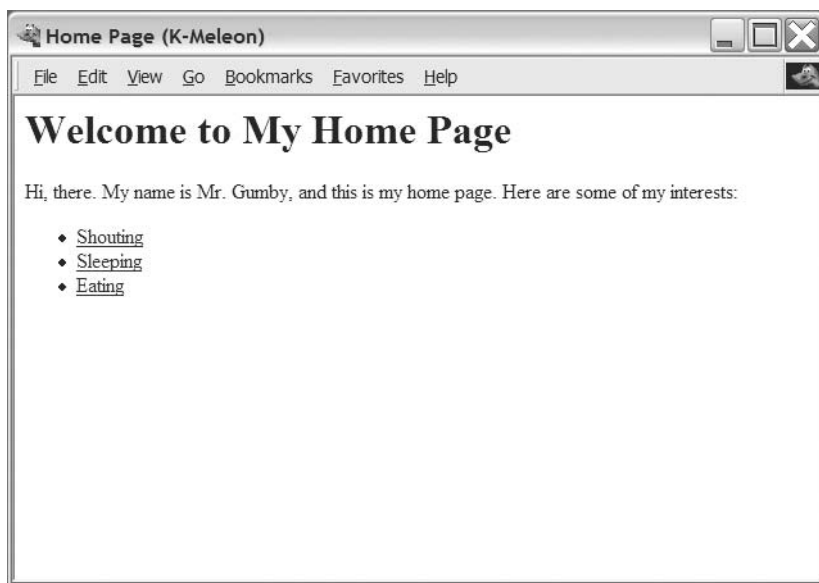 Home Page (K-Meleon)
File Edit View Go Bookmarks Favorites Help
Welcome to My Home Page
Hi, there. My name is Mr. Gumby, and this is my home page. Here are some of my interests:
Shouting
Sleeping
Eating